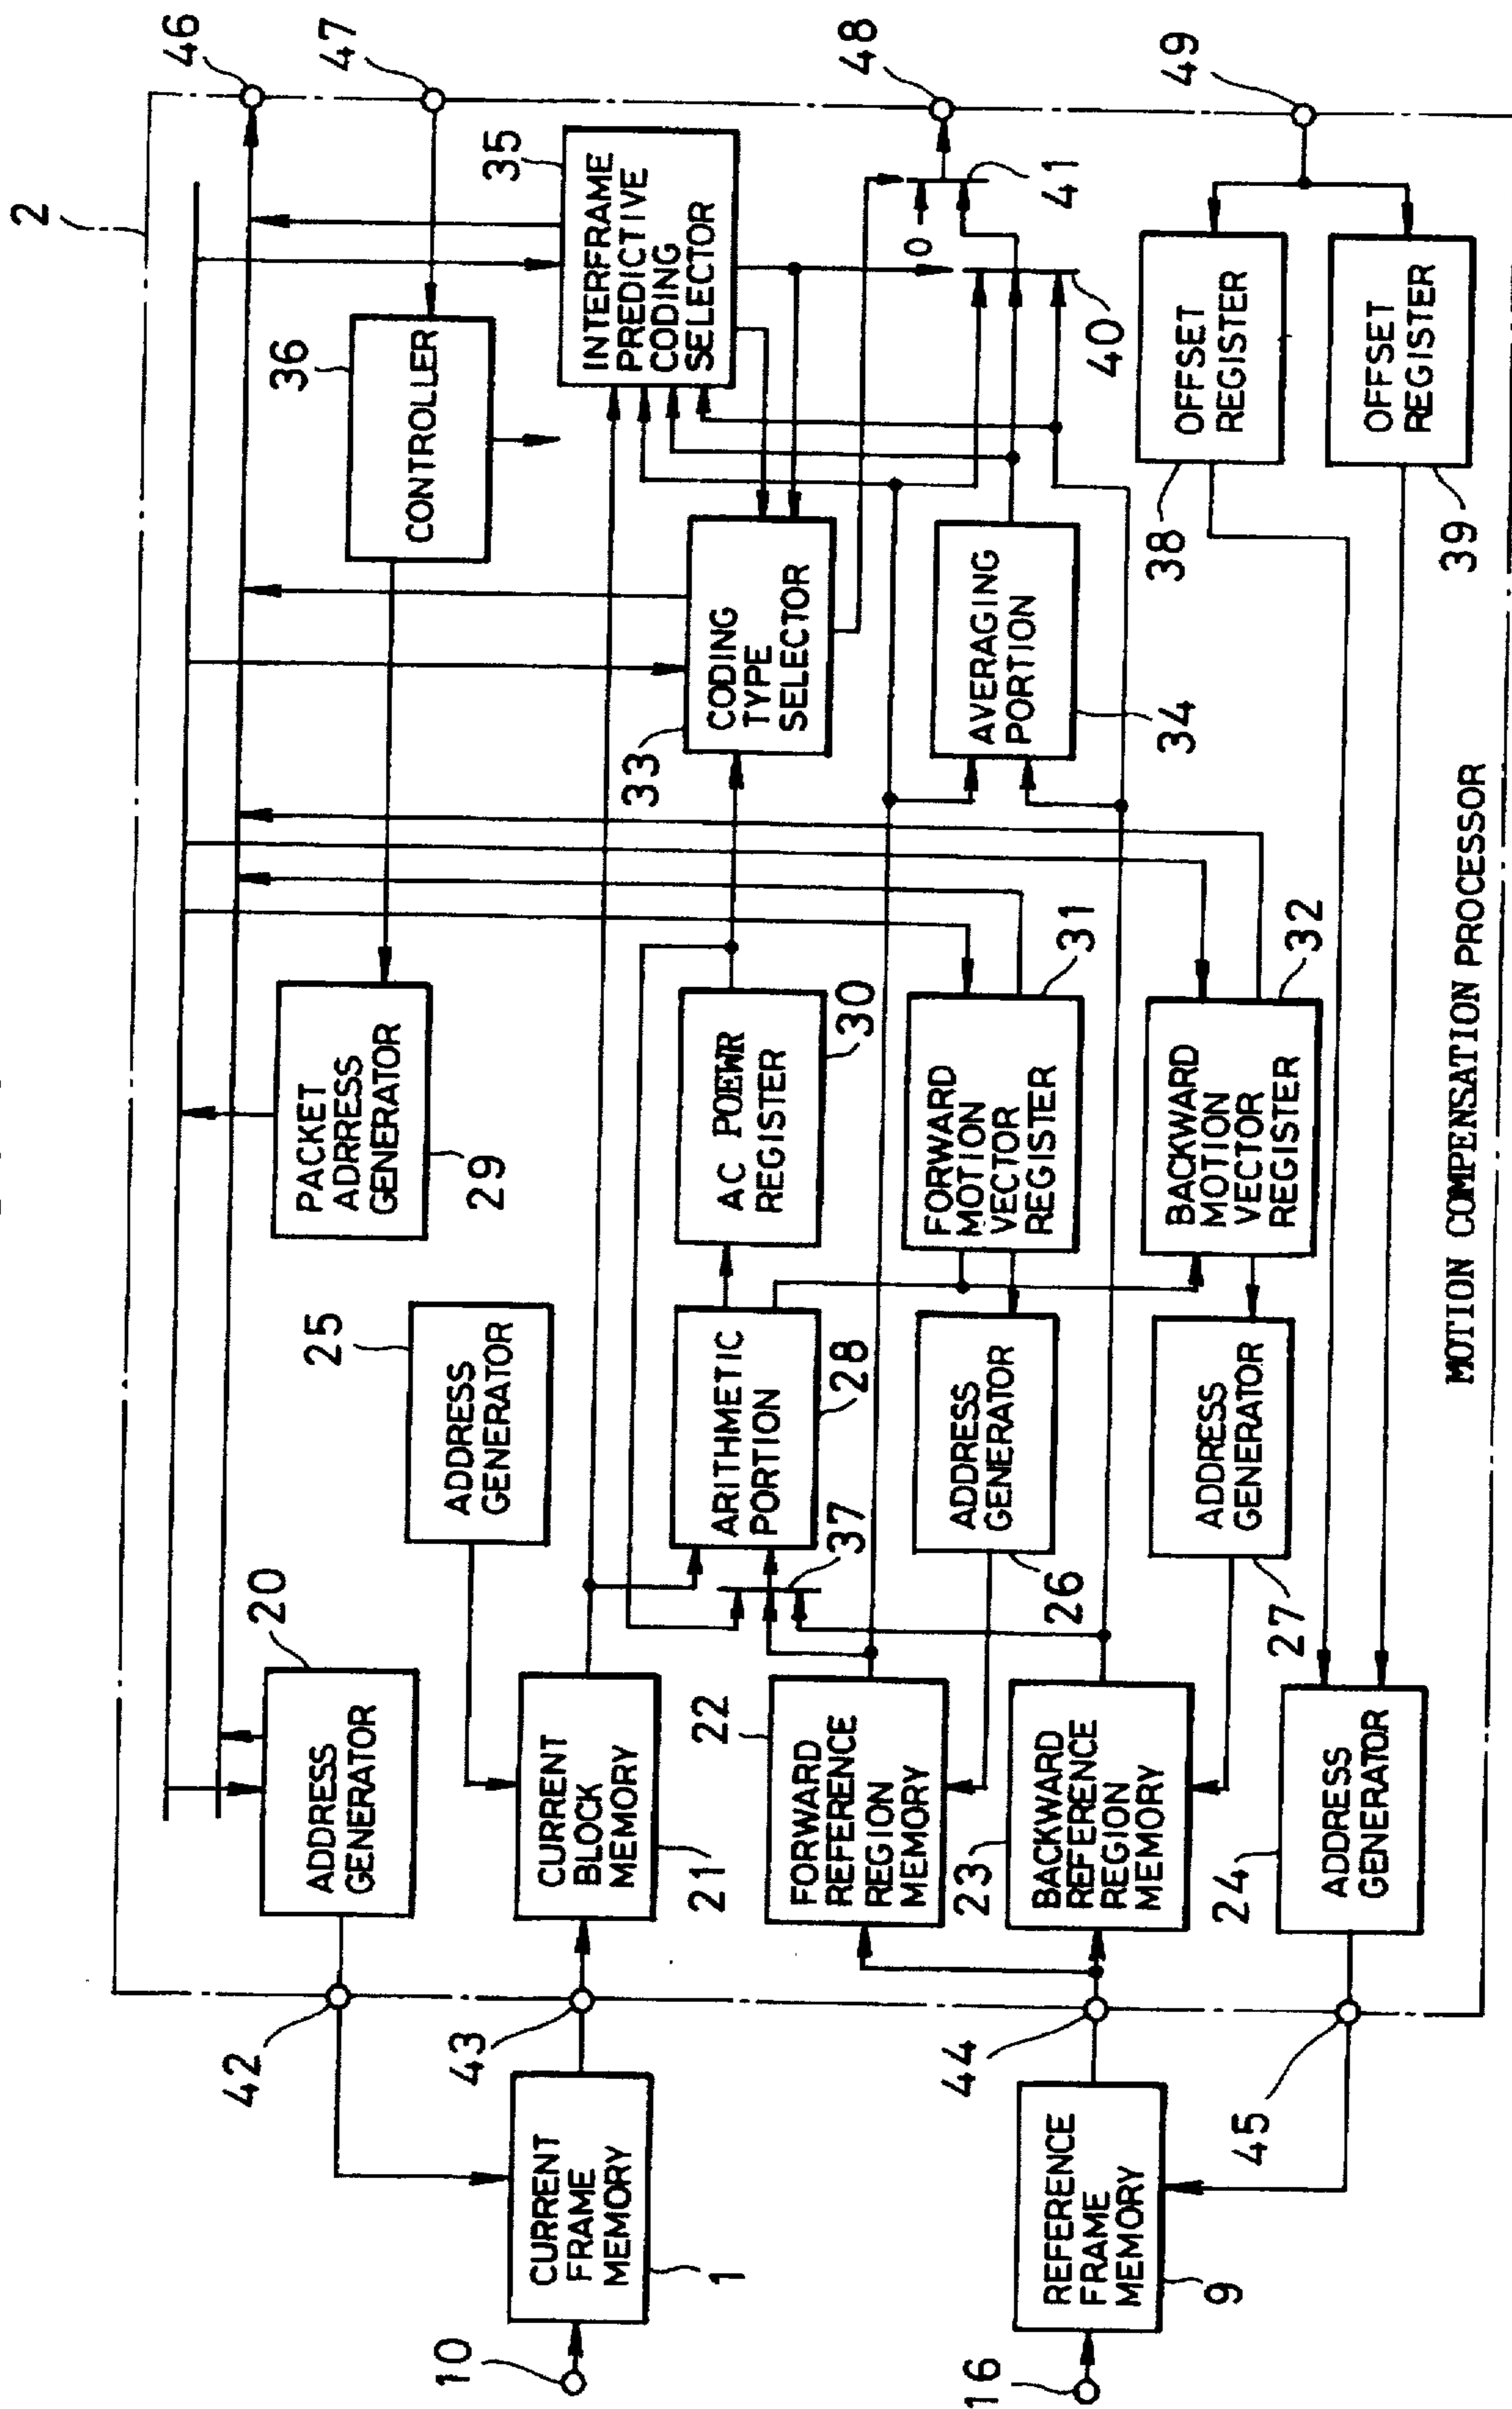 2
46
47
48
49
10
CURRENT
FRAME
MEMORY
1
16
REFERENCE
FRAME
MEMORY
9
42
43
44
45
ADDRESS
GENERATOR
20
CURRENT
BLOCK
MEMORY
21
FORWARD
REFERENCE
REGION
MEMORY
22
BACKWARD
REFERENCE
REGION
MEMORY
23
ADDRESS
GENERATOR
24
ADDRESS
GENERATOR
25
ARITHMETIC
PORTION
28
37
ADDRESS
GENERATOR
26
ADDRESS
GENERATOR
27
PACKET
ADRRESS
GENERATOR
29
AC POEWR
REGISTER
30
FORWARD
MOTION
VECTOR
REGISTER
31
BACKWARD
MOTION
VECTOR
REGISTER
32
CONTROLLER
36
CODING
TYPE
SELECTOR
33
AVERAGING
PORTION
34
INTERFRAME
PREDICTIVE
CODING
SELECTOR
35
0
41
40
OFFSET
REGISTER
38
OFFSET
REGISTER
39
MOTION COMPENSATION PROCESSOR